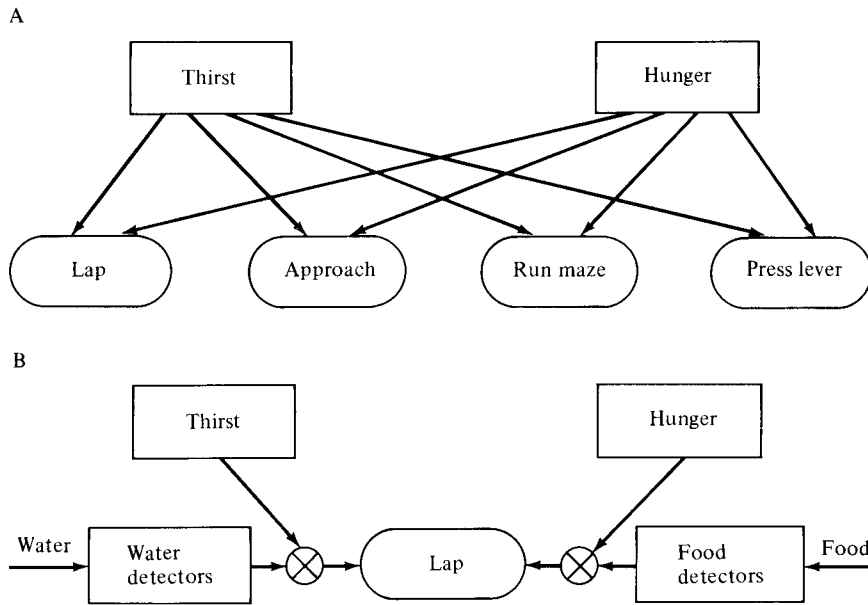 A
Thirst
Hunger
Lap
Approach
Run maze
Press lever
B
Thirst
Hunger
Water
Water
detectors
Lap
Food
detectors
Food